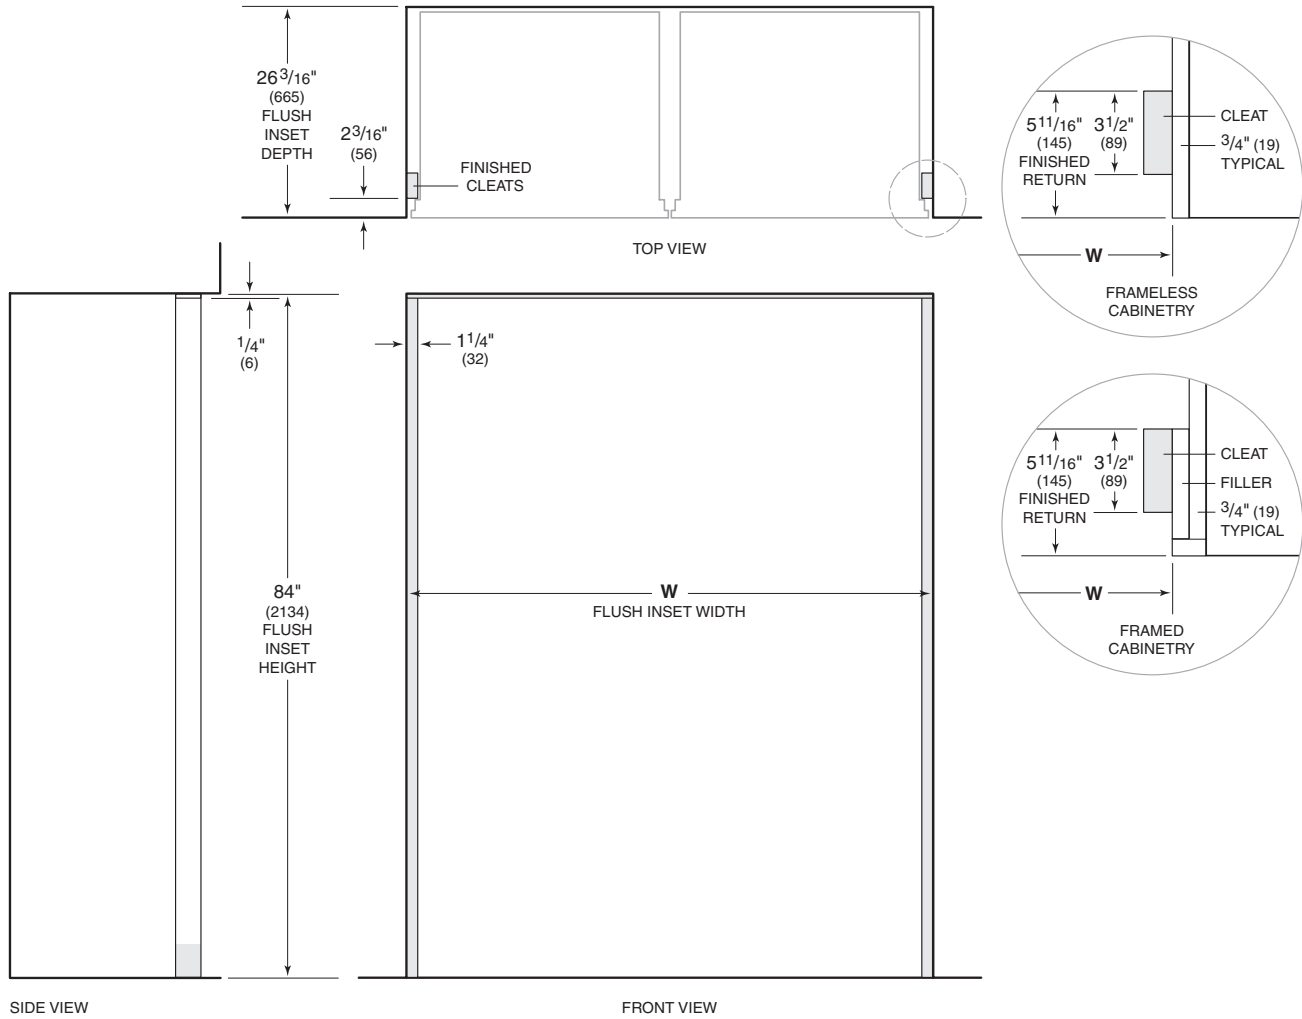 26 3/16"
(665)
FLUSH
INSET
DEPTH
2 3/16"
(56)
FINISHED
CLEATS
TOP VIEW
5 11/16"
(145)
FINISHED
RETURN
3 1/2"
(89)
CLEAT
3/4" (19)
TYPICAL
W
FRAMELESS
CABINETRY
1/4"
(6)
1 1/4"
(32)
84"
(2134)
FLUSH
INSET
HEIGHT
W
FLUSH INSET WIDTH
5 11/16"
(145)
FINISHED
RETURN
3 1/2"
(89)
CLEAT
FILLER
3/4" (19)
TYPICAL
W
FRAMED
CABINETRY
SIDE VIEW
FRONT VIEW